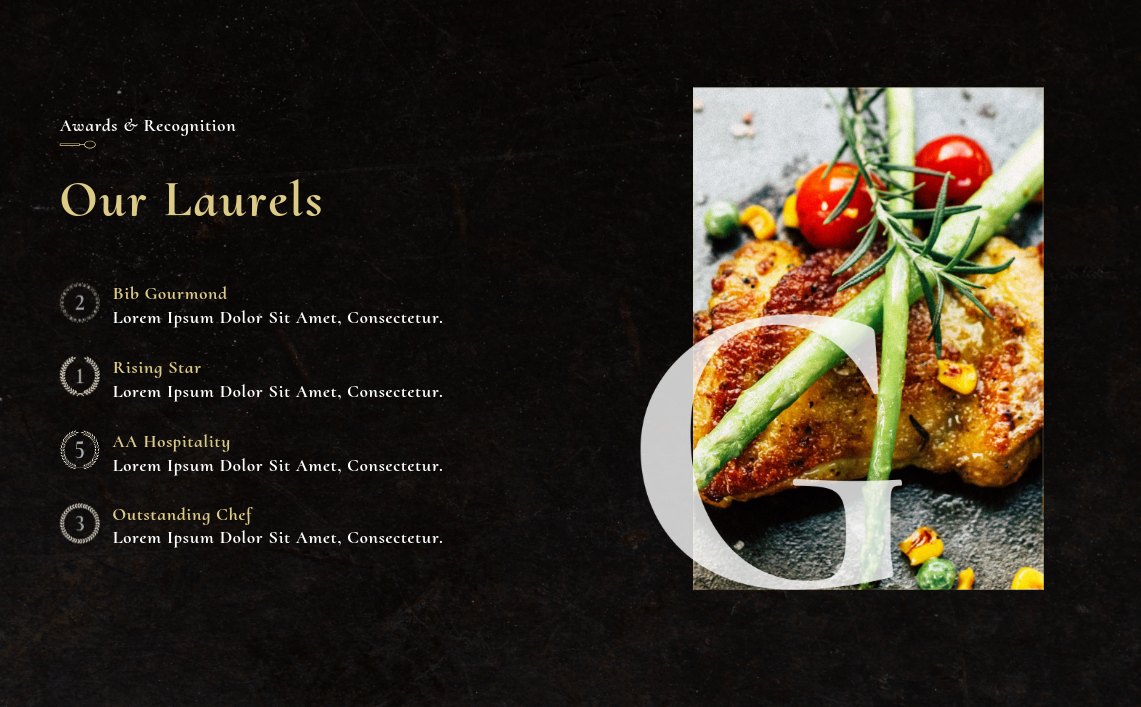 Awards & Recognition
Our Laurels
2
Bib Gourmond
Lorem Ipsum Dolor Sit Amet, Consectetur.
1
Rising Star
Lorem Ipsum Dolor Sit Amet, Consectetur.
5
AA Hospitality
Lorem Ipsum Dolor Sit Amet, Consectetur.
3
Outstanding Chef
Lorem Ipsum Dolor Sit Amet, Consectetur.
G